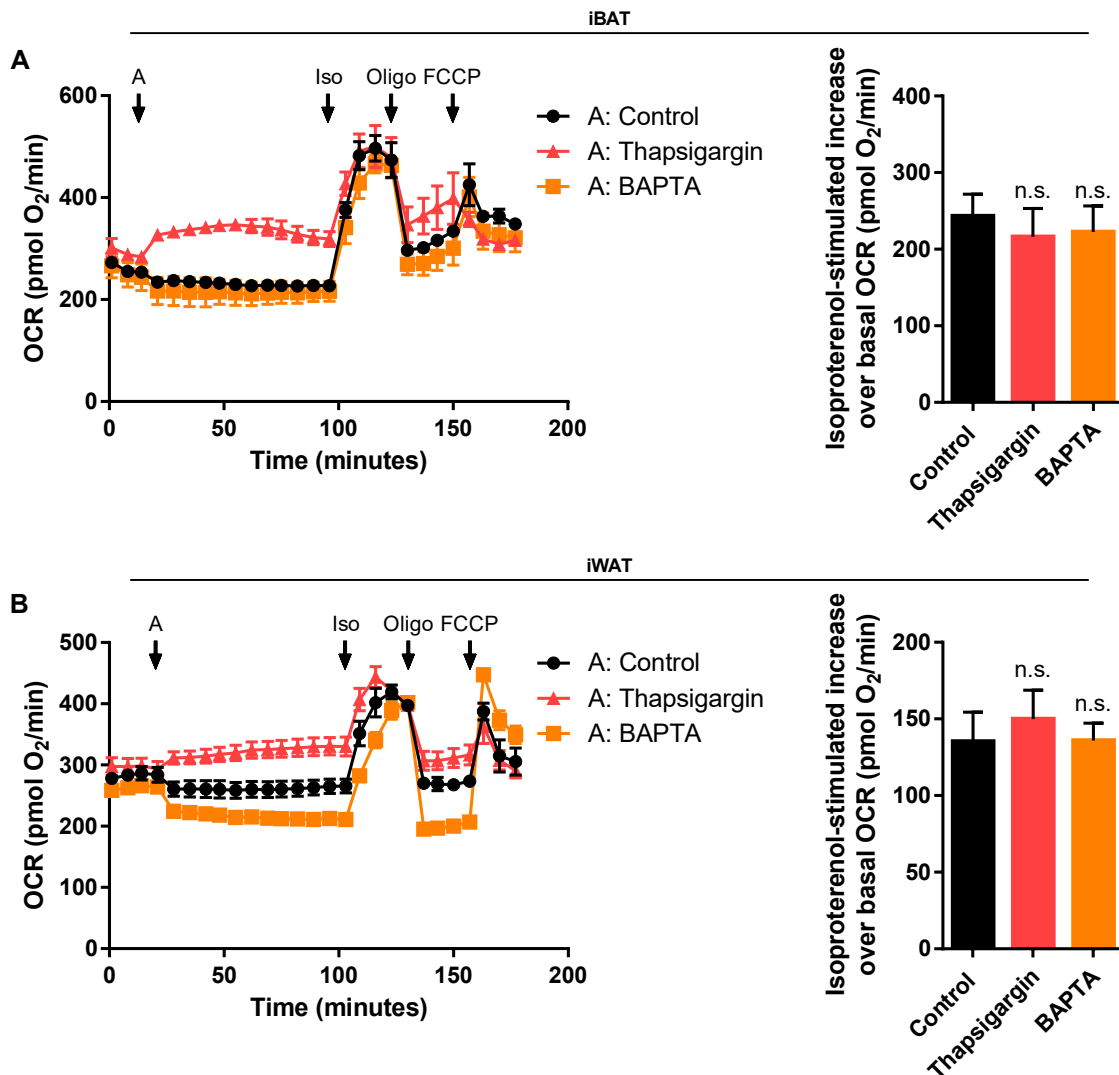 iBAT
A
A
Iso
Oligo
FCCP
A: Control
A: Thapsigargin
A: BAPTA
OCR (pmol O2/min)
600
400
200
0
0
50
100
150
200
Time (minutes)
Isoproterenol-stimulated increase
over basal OCR (pmol O2/min)
400
300
200
100
0
n.s.
n.s.
Control
Thapsigargin
BAPTA
iWAT
B
A
Iso
Oligo
FCCP
A: Control
A: Thapsigargin
A: BAPTA
OCR (pmol O2/min)
500
400
300
200
100
0
0
50
100
150
200
Time (minutes)
Isoproterenol-stimulated increase
over basal OCR (pmol O2/min)
200
150
100
50
0
n.s.
n.s.
Control
Thapsigargin
BAPTA